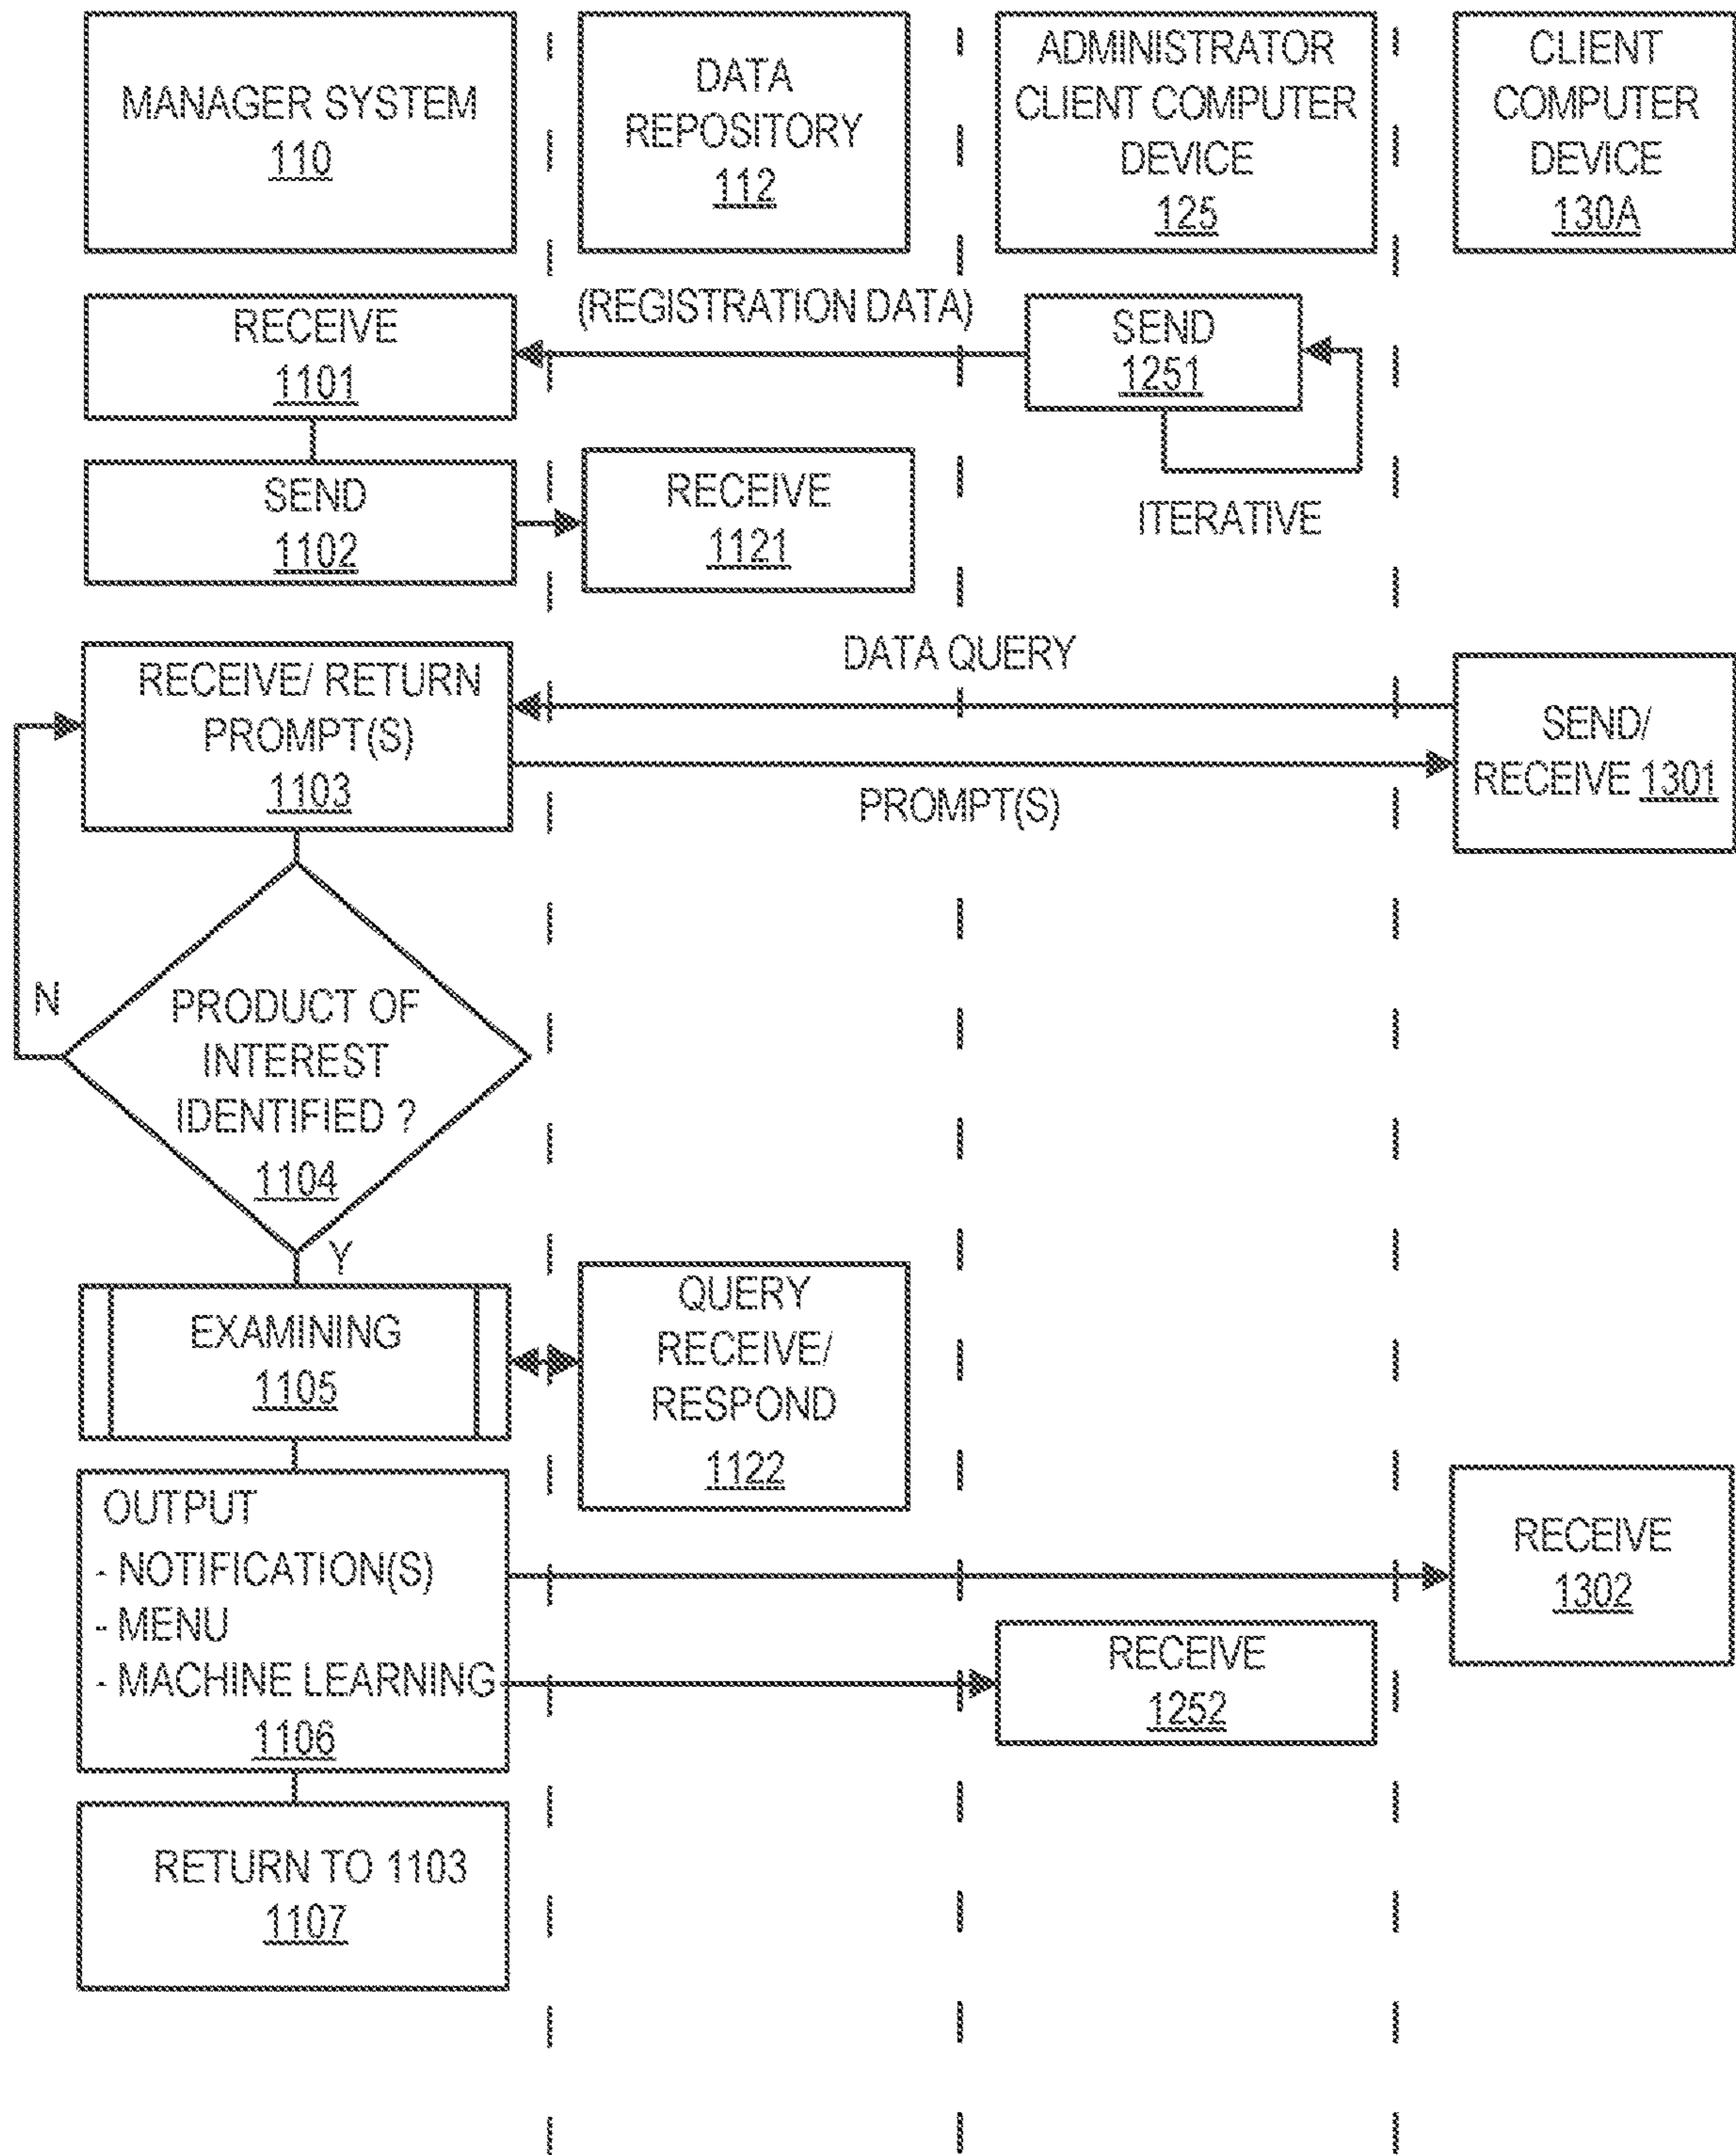 MANAGER SYSTEM
110
DATA
REPOSITORY
112
ADMINISTRATOR
CLIENT COMPUTER
DEVICE
125
CLIENT
COMPUTER
DEVICE
130A
RECEIVE
1101
(REGISTRATION DATA)
SEND
1251
ITERATIVE
SEND
1102
RECEIVE
1121
RECEIVE/ RETURN
PROMPT(S)
1103
DATA QUERY
PROMPT(S)
SEND/
RECEIVE 1301
N
PRODUCT OF
INTEREST
IDENTIFIED ?
1104
Y
EXAMINING
1105
QUERY
RECEIVE/
RESPOND
1122
OUTPUT
- NOTIFICATION(S)
- MENU
- MACHINE LEARNING
1106
RECEIVE
1302
RECEIVE
1252
RETURN TO 1103
1107